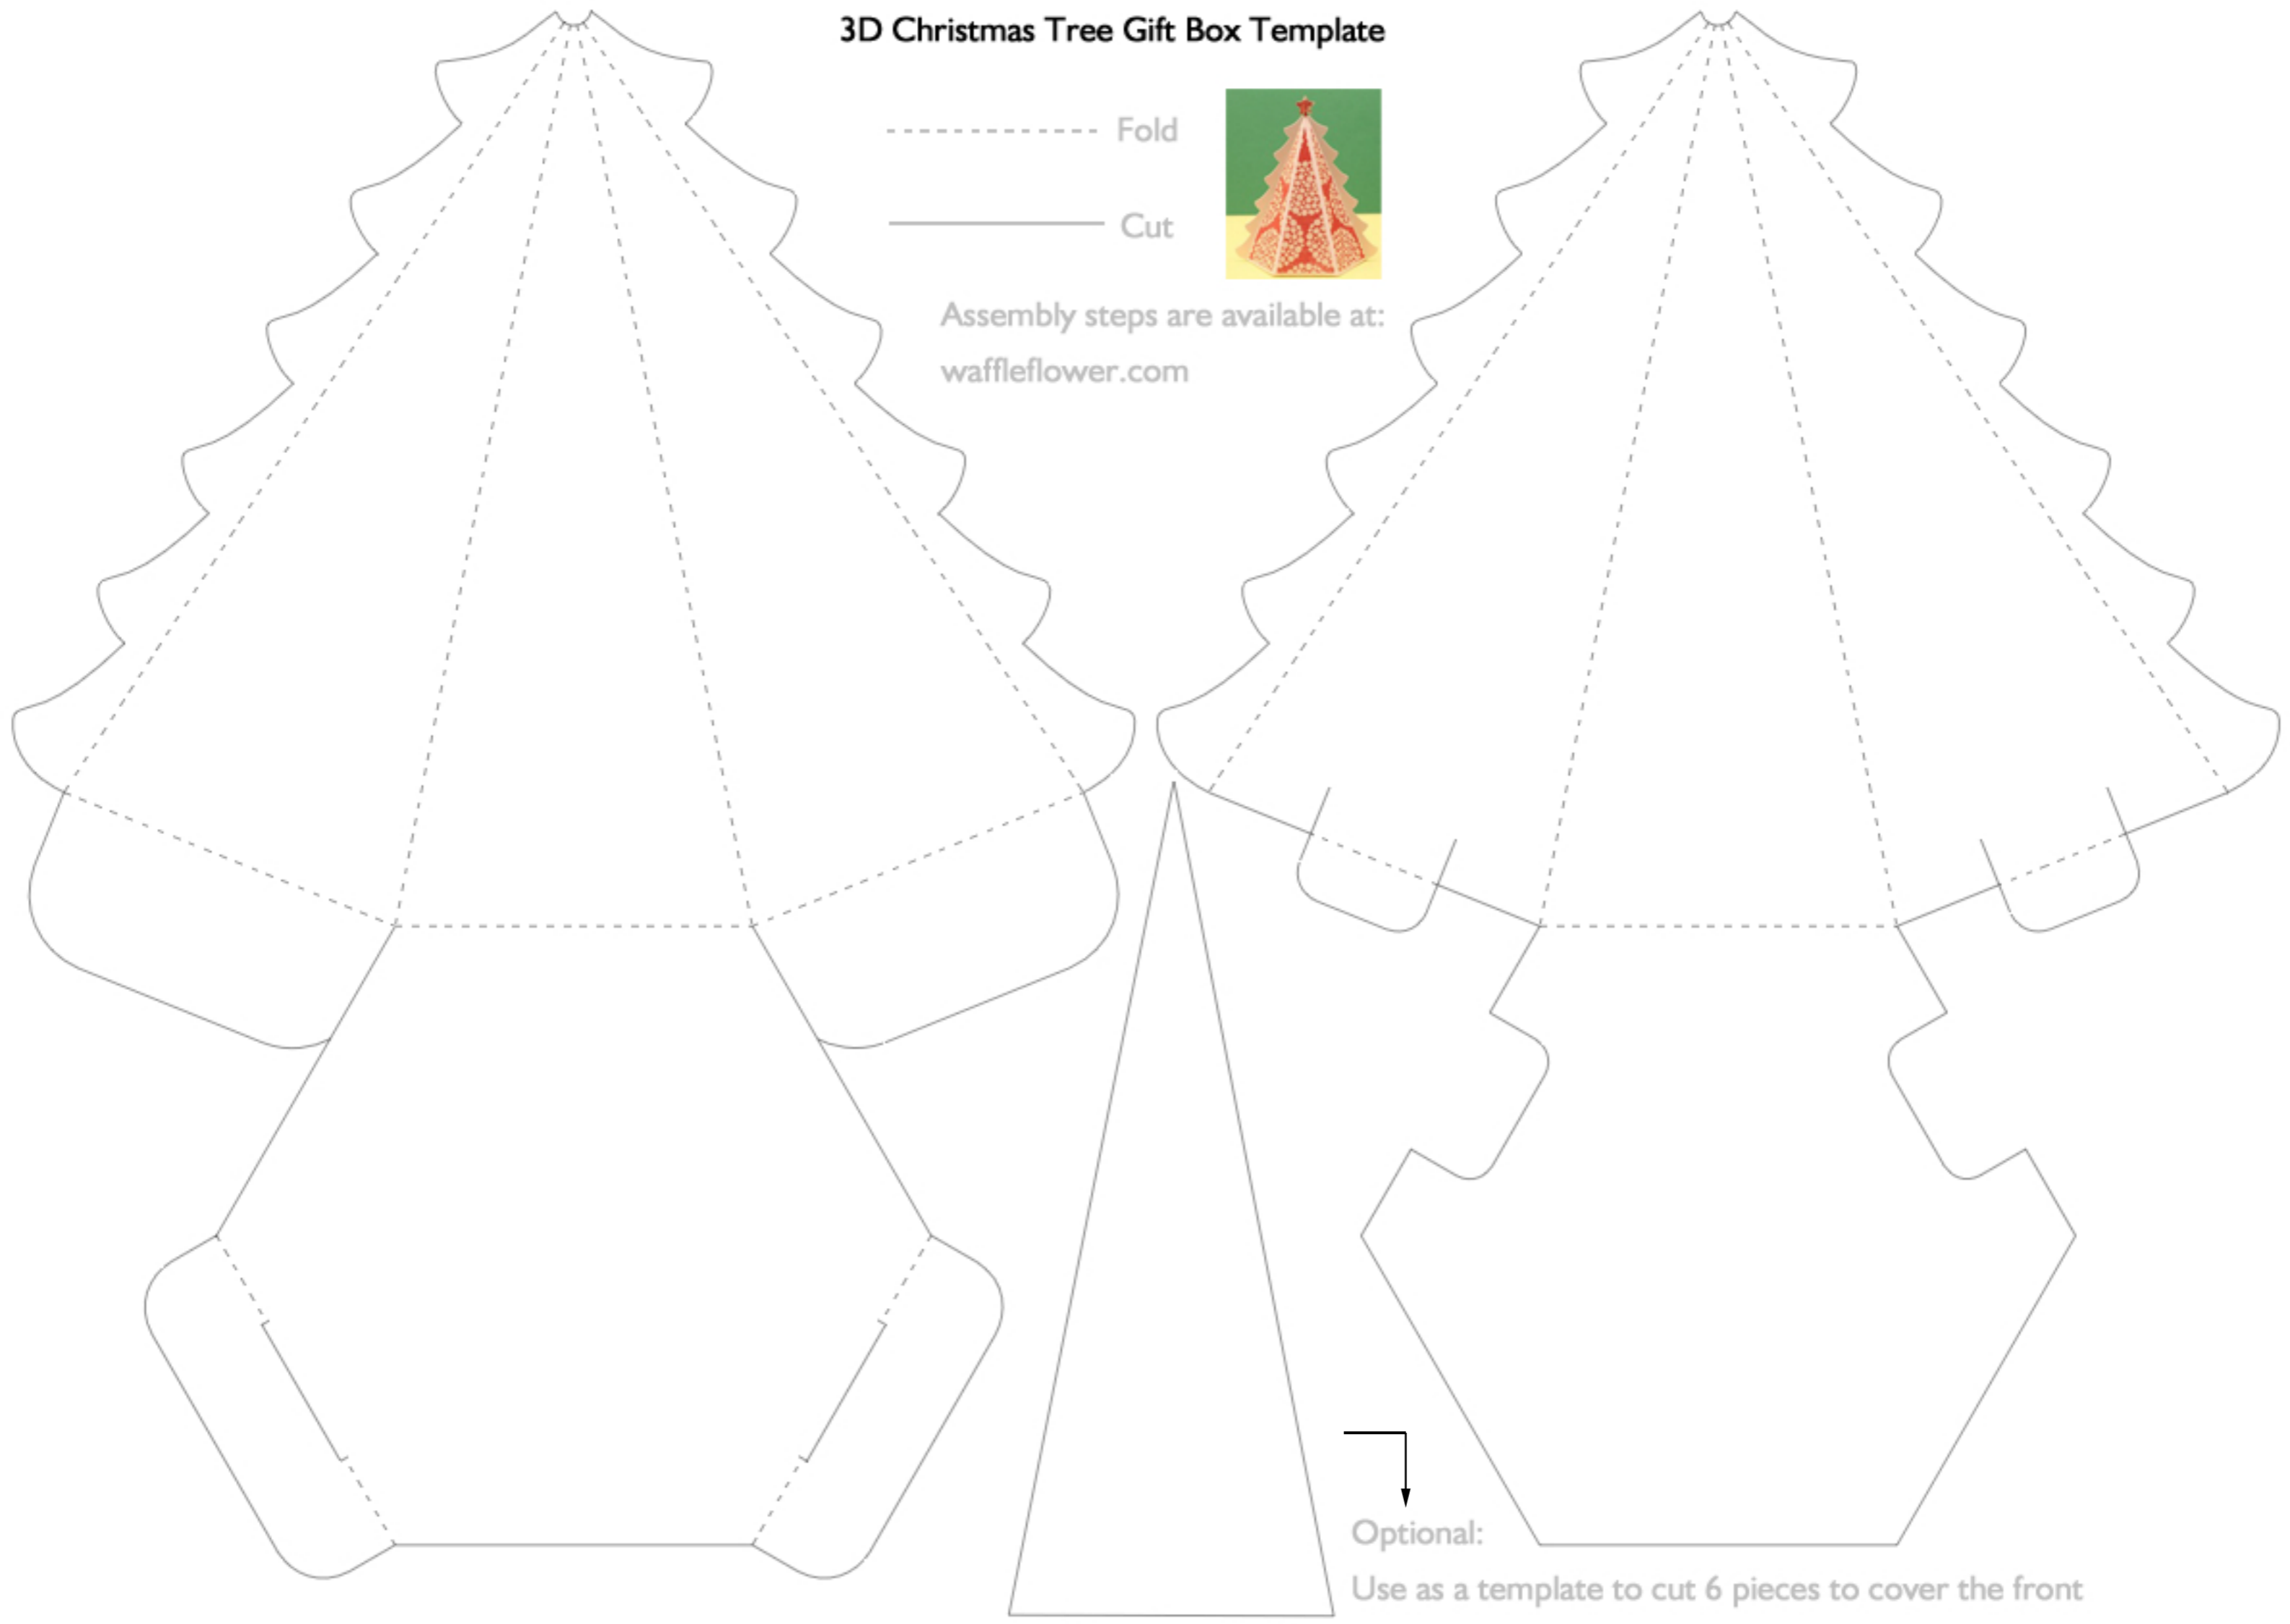 3D Christmas Tree Gift Box Template
Fold
Cut
Assembly steps are available at:
waffleflower.com
Optional:
Use as a template to cut 6 pieces to cover the front